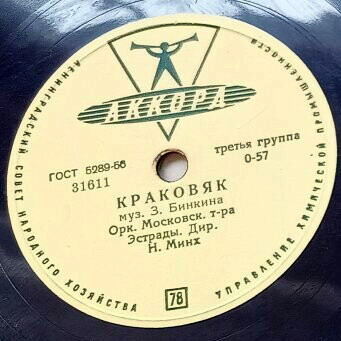 ЛЕНИНГРАДСКИЙ СОВЕТ НАРОДНОГО ХОЗЯЙСТВА
УПРАВЛЕНИЕ ХИМИЧЕСКОЙ ПРОМЫШЛЕННОСТИ
АККОРД
ГОСТ 5289-56
31611
третья группа
0-57
КРАКОВЯК
муз. З. Бинкина
Орк. Московск. т-ра
Эстрады. Дир.
Н. Минх
78